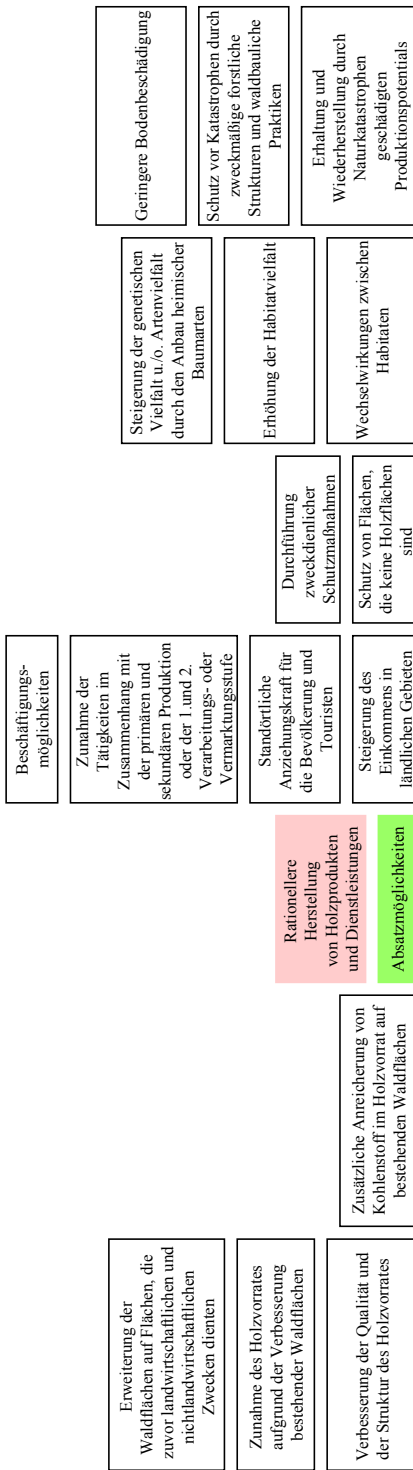 Erweiterung der
Waldflächen auf Flächen, die
zuvor landwirtschaftlichen und
nichtlandwirtschaftlichen
Zwecken dienten
Zunahme des Holzvorrates
aufgrund der Verbesserung
bestehender Waldflächen
Verbesserung der Qualität und
der Struktur des Holzvorrates
Zusätzliche Anreicherung von
Kohlenstoff im Holzvorrat auf
bestehenden Waldflächen
Rationellere
Herstellung
von Holzprodukten
und Dienstleistungen
Absatzmöglichkeiten
Beschäftigungs-
möglichkeiten
Zunahme der
Tätigkeiten im
Zusammenhang mit
der primären und
sekundären Produktion
oder der 1.und 2.
Verarbeitungs- oder
Vermarktungsstufe
Standörtliche
Anziehungskraft für
die Bevölkerung und
Touristen
Steigerung des
Einkommens in
ländlichen Gebieten
Durchführung
zweckdienlicher
Schutzmaßnahmen
Schutz von Flächen,
die keine Holzflächen
sind
Steigerung der genetischen
Vielfalt u./o. Artenvielfalt
durch den Anbau heimischer
Baumarten
Erhöhung der Habitatvielfalt
Wechselwirkungen zwischen
Habitaten
Geringere Bodenbeschädigung
Schutz vor Katastrophen durch
zweckmäßige forstliche
Strukturen und waldbauliche
Praktiken
Erhaltung und
Wiederherstellung durch
Naturkatastrophen
geschädigten
Produktionspotentials